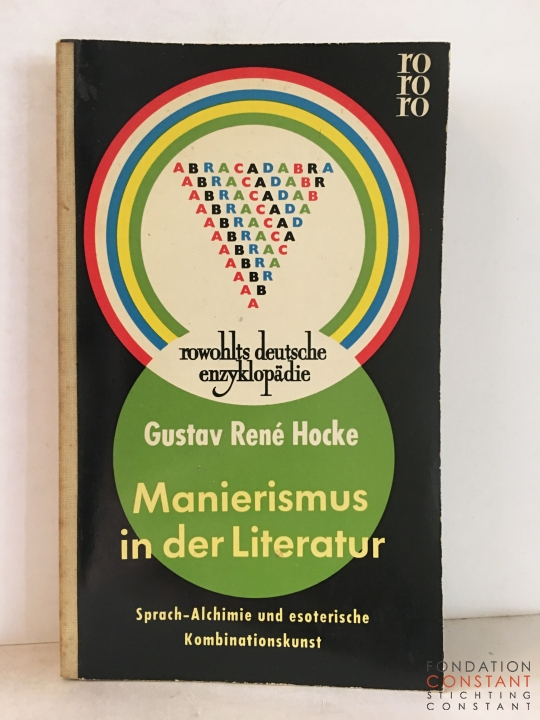 ro
ro
ro
ABRACADABRA
ABRACADABR
ABRACADAB
ABRACADA
ABRACAD
ABRACA
ABRAC
ABRA
ABR
AB
A
rowohlts deutsche
enzyklopädie
Gustav René Hocke
Manierismus
in der Literatur
Sprach-Alchimie und esoterische
Kombinationskunst
FONDATION
CONSTANT
STICHTING
CONSTANT